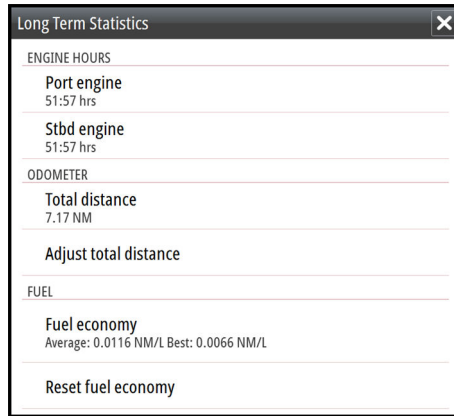 Long Term Statistics
ENGINE HOURS
Port engine
51:57 hrs
Stbd engine
51:57 hrs
ODOMETER
Total distance
7.17 NM
Adjust total distance
FUEL
Fuel economy
Average: 0.0116 NM/L Best: 0.0066 NM/L
Reset fuel economy